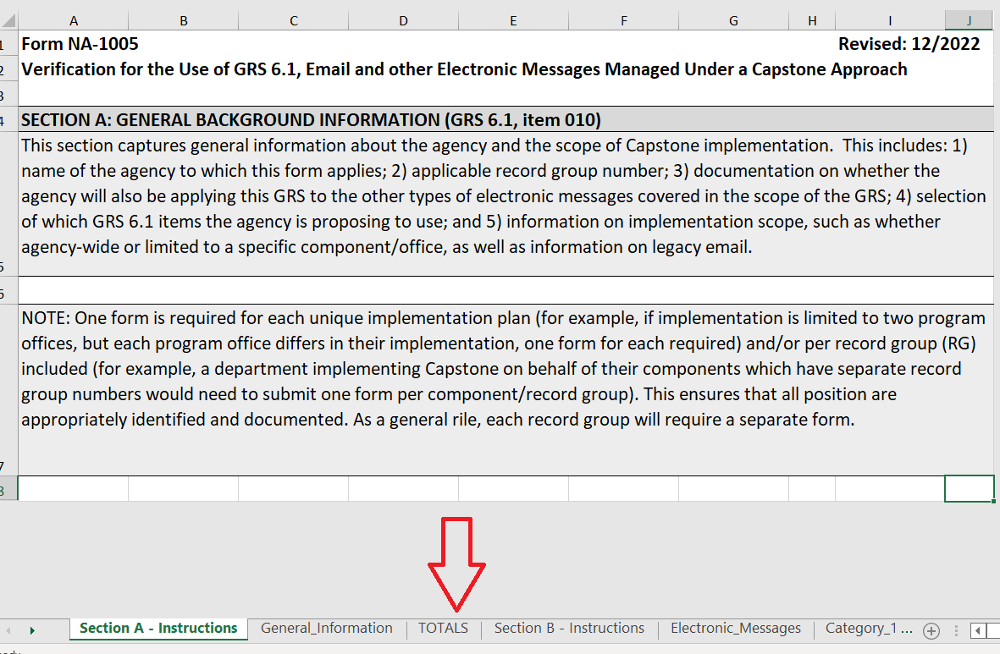 A B C D E F G H I J
1 Form NA-1005 Revised: 12/2022
2 Verification for the Use of GRS 6.1, Email and other Electronic Messages Managed Under a Capstone Approach
3
4 SECTION A: GENERAL BACKGROUND INFORMATION (GRS 6.1, item 010)
This section captures general information about the agency and the scope of Capstone implementation.  This includes: 1)
name of the agency to which this form applies; 2) applicable record group number; 3) documentation on whether the
agency will also be applying this GRS to the other types of electronic messages covered in the scope of the GRS; 4) selection
of which GRS 6.1 items the agency is proposing to use; and 5) information on implementation scope, such as whether
agency-wide or limited to a specific component/office, as well as information on legacy email.
5
6
NOTE: One form is required for each unique implementation plan (for example, if implementation is limited to two program
offices, but each program office differs in their implementation, one form for each required) and/or per record group (RG)
included (for example, a department implementing Capstone on behalf of their components which have separate record
group numbers would need to submit one form per component/record group). This ensures that all position are
appropriately identified and documented. As a general rile, each record group will require a separate form.
7
8
Section A - Instructions General_Information TOTALS Section B - Instructions Electronic_Messages Category_1 ...